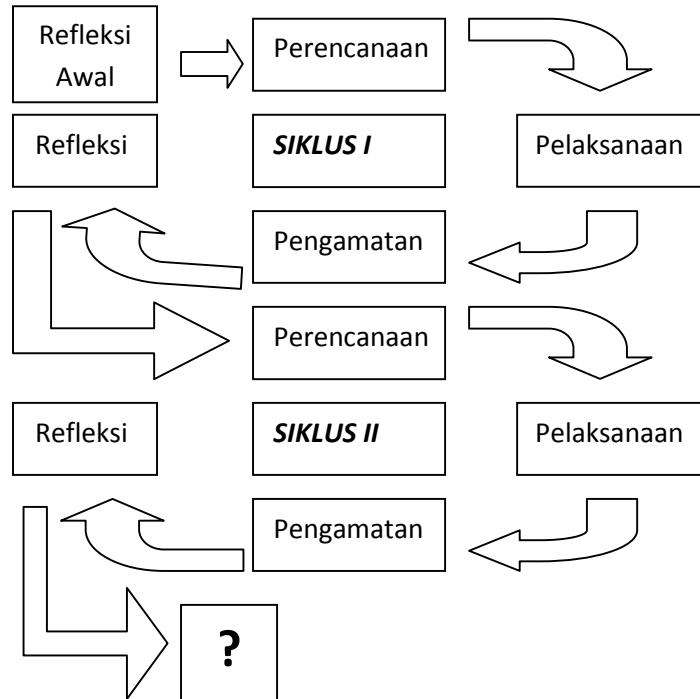 Refleksi
Awal
Perencanaan
Refleksi
SIKLUS I
Pelaksanaan
Pengamatan
Perencanaan
Refleksi
SIKLUS II
Pelaksanaan
Pengamatan
?